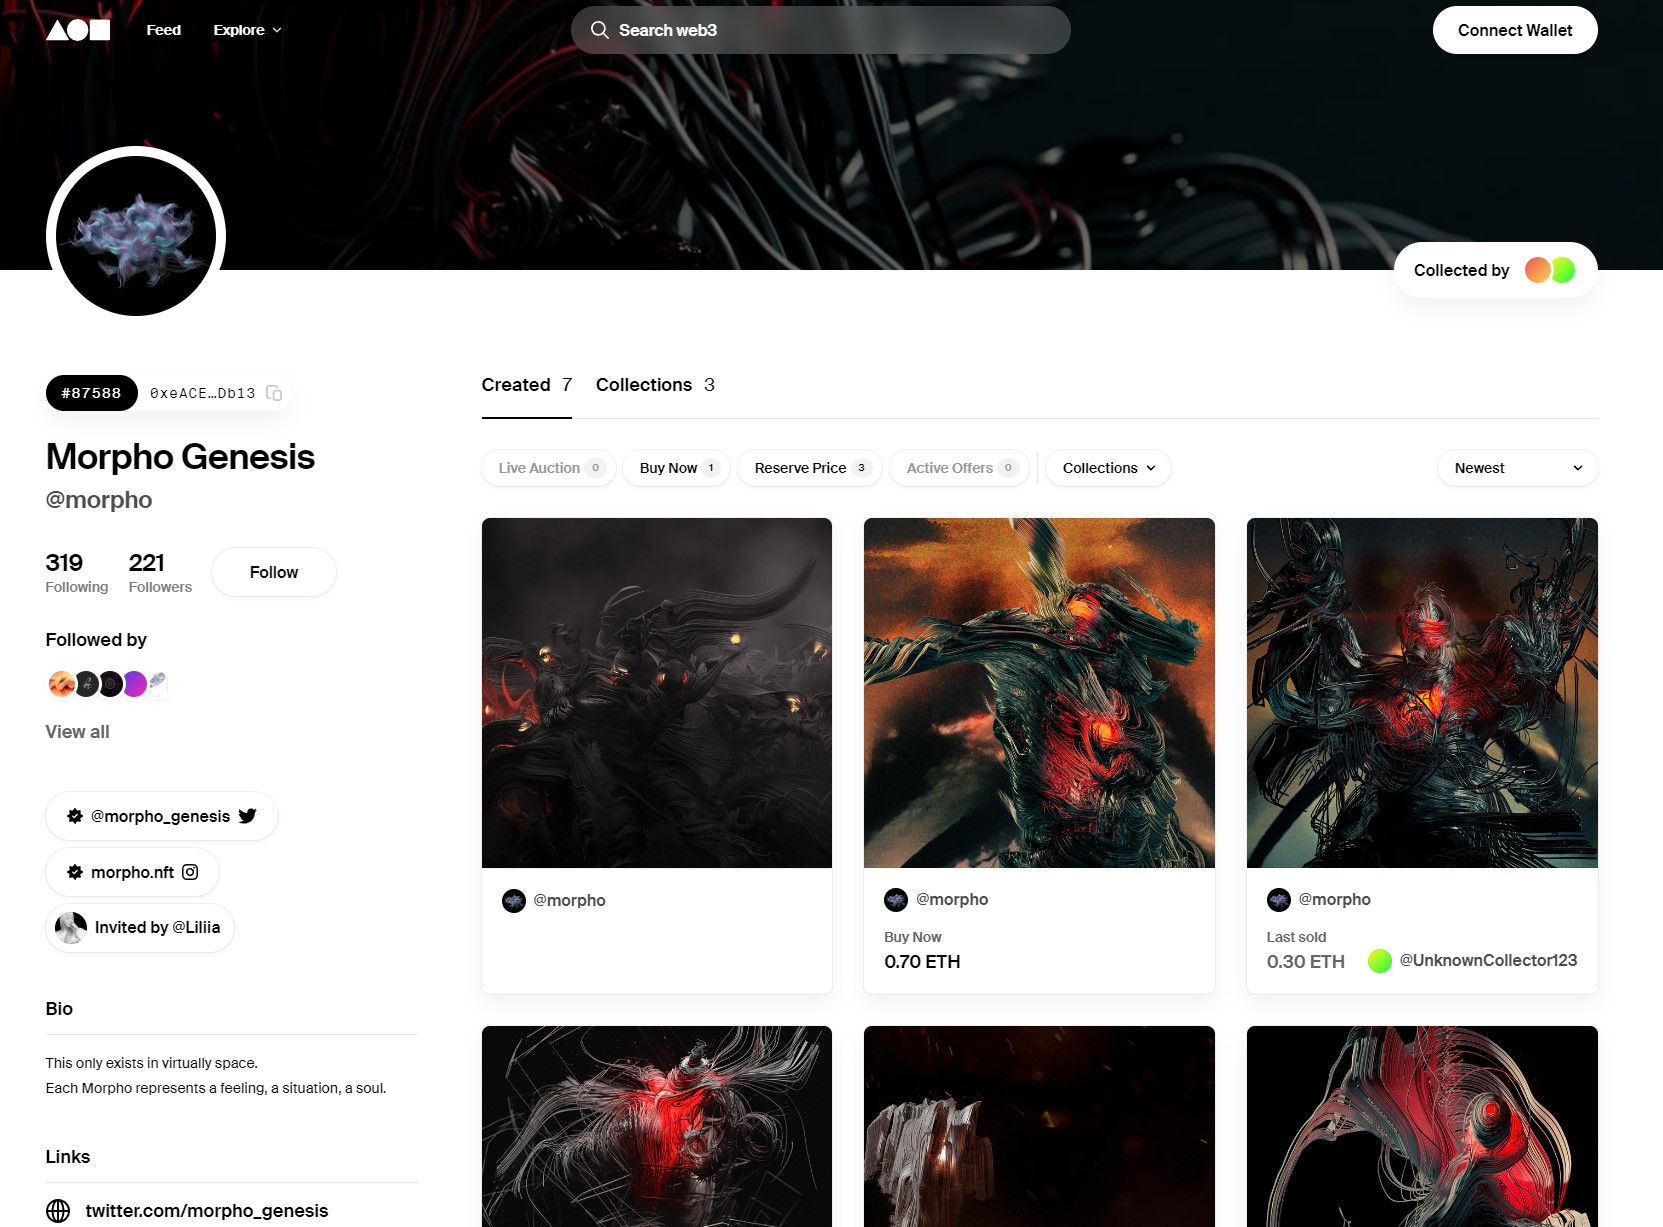 Feed
Explore
Search web3
Connect Wallet
Collected by
#87588
0xeACE…Db13
Morpho Genesis
@morpho
319
Following
221
Followers
Follow
Followed by
View all
@morpho_genesis
morpho.nft
Invited by @Liliia
Bio
This only exists in virtually space.
Each Morpho represents a feeling, a situation, a soul.
Links
twitter.com/morpho_genesis
Created 7
Collections 3
Live Auction 0
Buy Now 1
Reserve Price 3
Active Offers 0
Collections
Newest
@morpho
@morpho
Buy Now
0.70 ETH
@morpho
Last sold
0.30 ETH
@UnknownCollector123